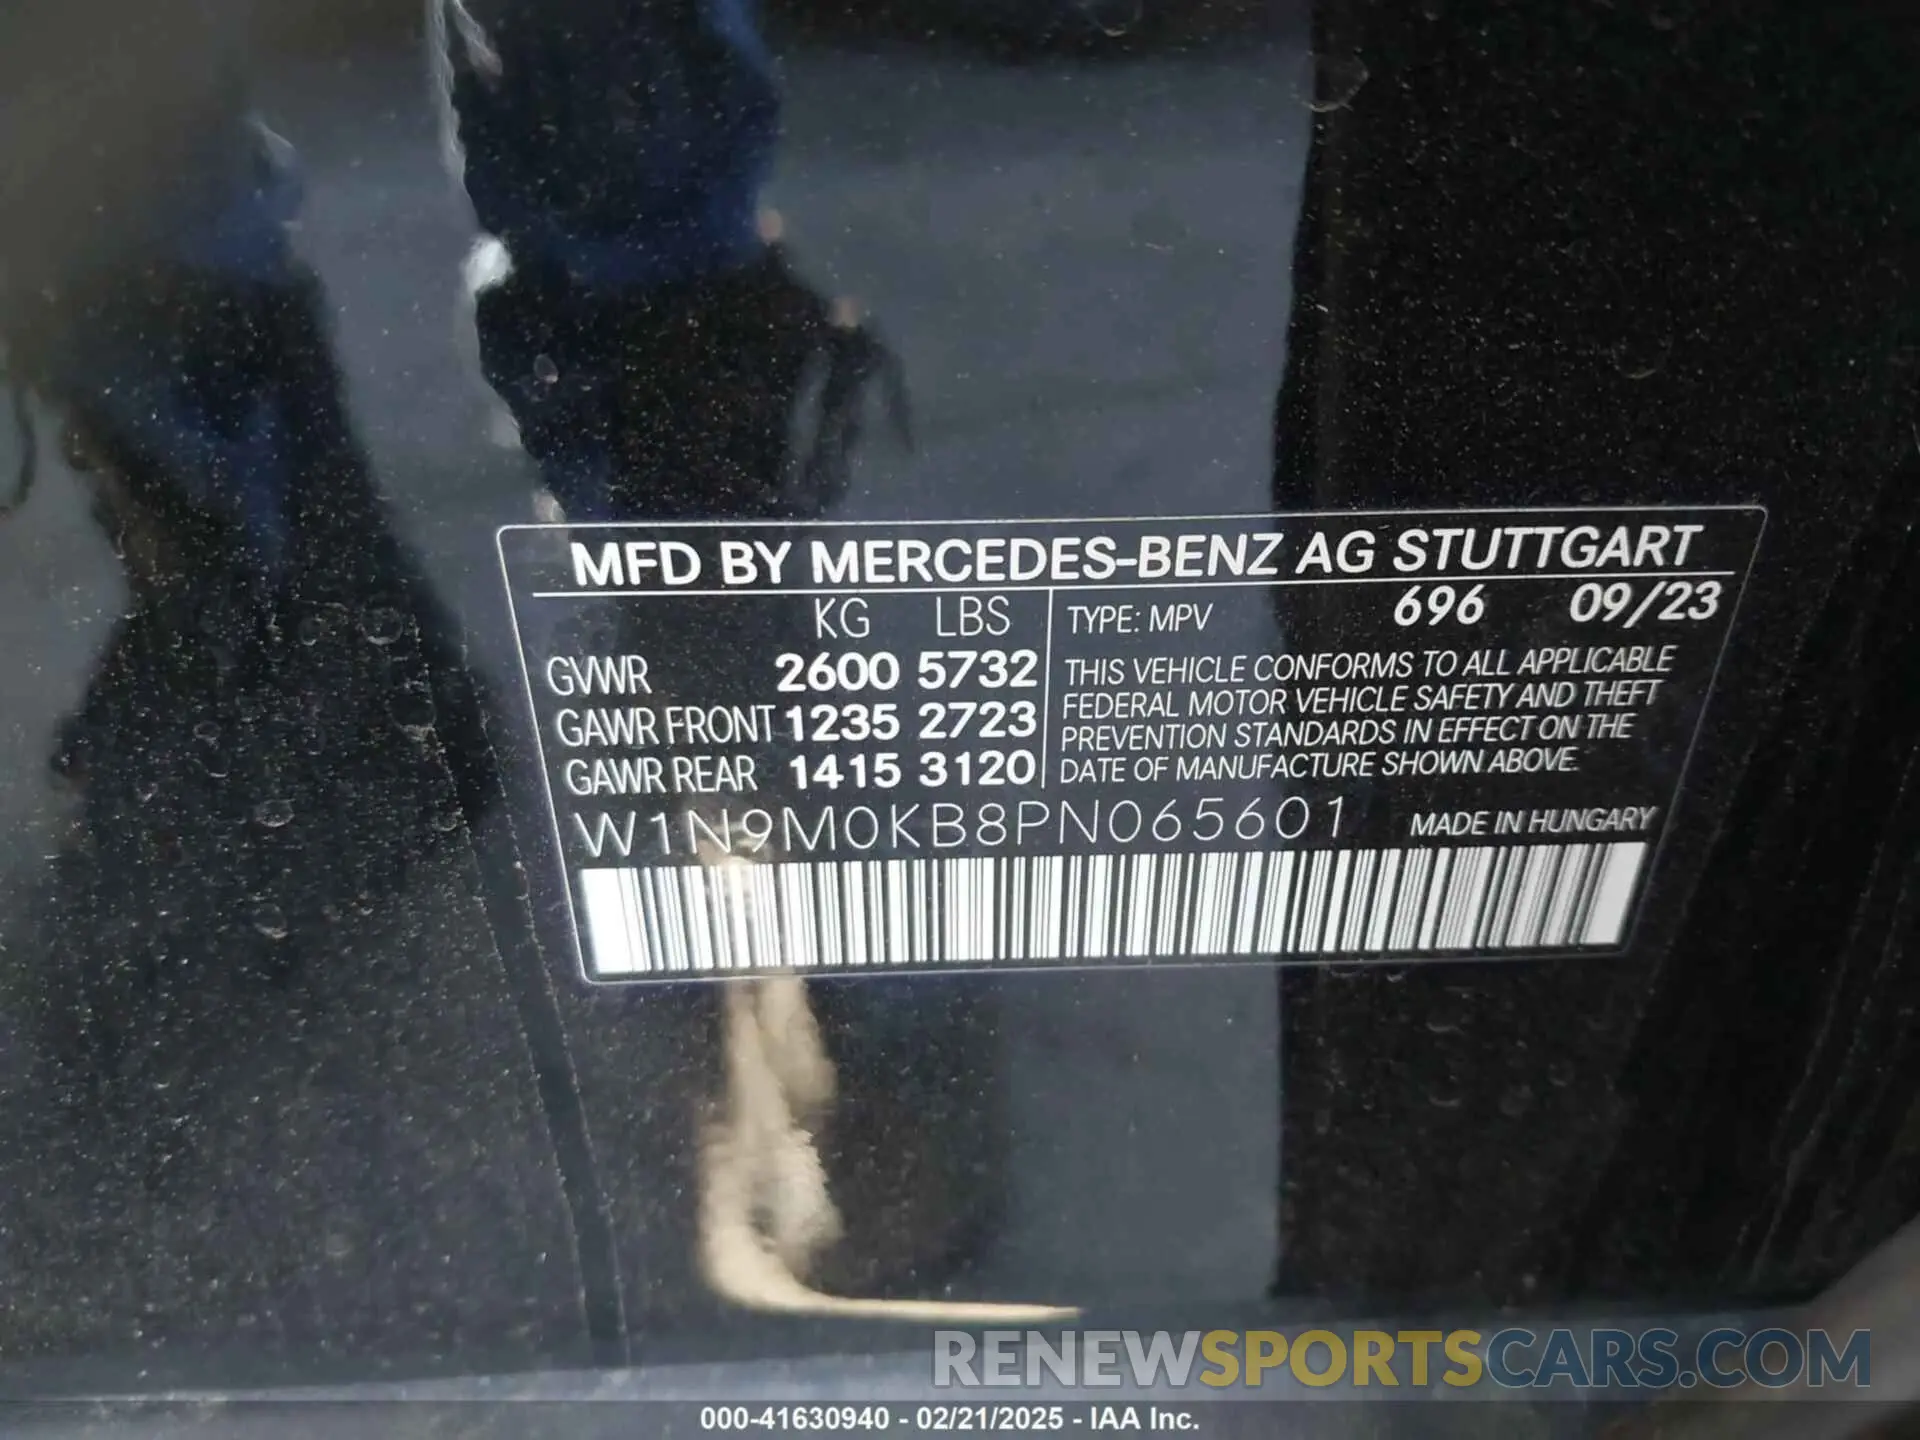 MFD BY MERCEDES-BENZ AG STUTTGART
KG LBS
GVWR 2600 5732
GAWR FRONT 1235 2723
GAWR REAR 1415 3120
TYPE: MPV 696 09/23
THIS VEHICLE CONFORMS TO ALL APPLICABLE
FEDERAL MOTOR VEHICLE SAFETY AND THEFT
PREVENTION STANDARDS IN EFFECT ON THE
DATE OF MANUFACTURE SHOWN ABOVE.
W1N9M0KB8PN065601 MADE IN HUNGARY
RENEWSPORTSCARS.COM
000-41630940 - 02/21/2025 - IAA Inc.